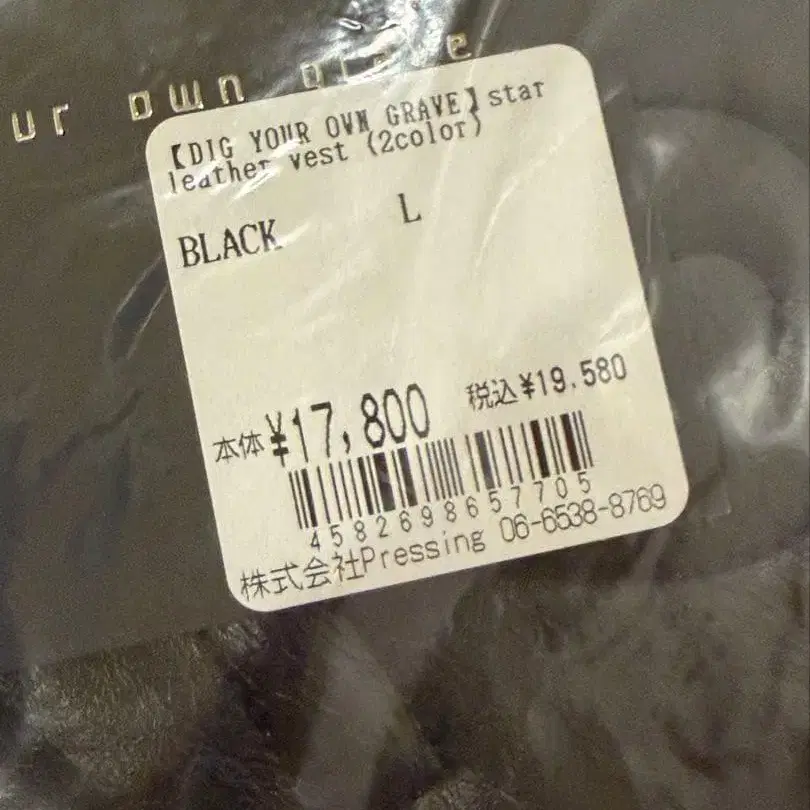 ur own
【DIG YOUR OWN GRAVE】star
leather vest (2color)
BLACK L
本体 ¥17,800 税込¥19,580
4582698657705
株式会社Pressing 06-6538-8769